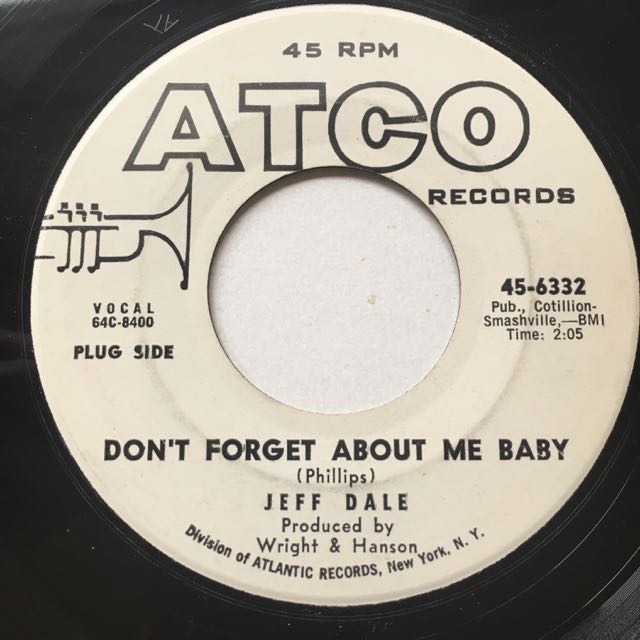 45 RPM
ATCO
RECORDS
45-6332
Pub., Cotillion-
Smashville,—BMI
Time: 2:05
VOCAL
64C-8400
PLUG SIDE
DON'T FORGET ABOUT ME BABY
(Phillips)
JEFF DALE
Produced by
Wright & Hanson
Division of ATLANTIC RECORDS, New York, N. Y.